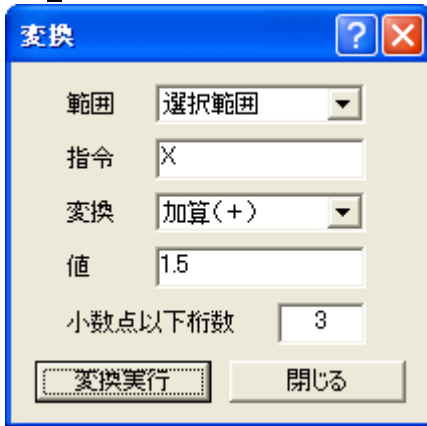 変換
範囲 選択範囲
指令 X
変換 加算(+)
値 1.5
小数点以下桁数 3
変換実行 閉じる